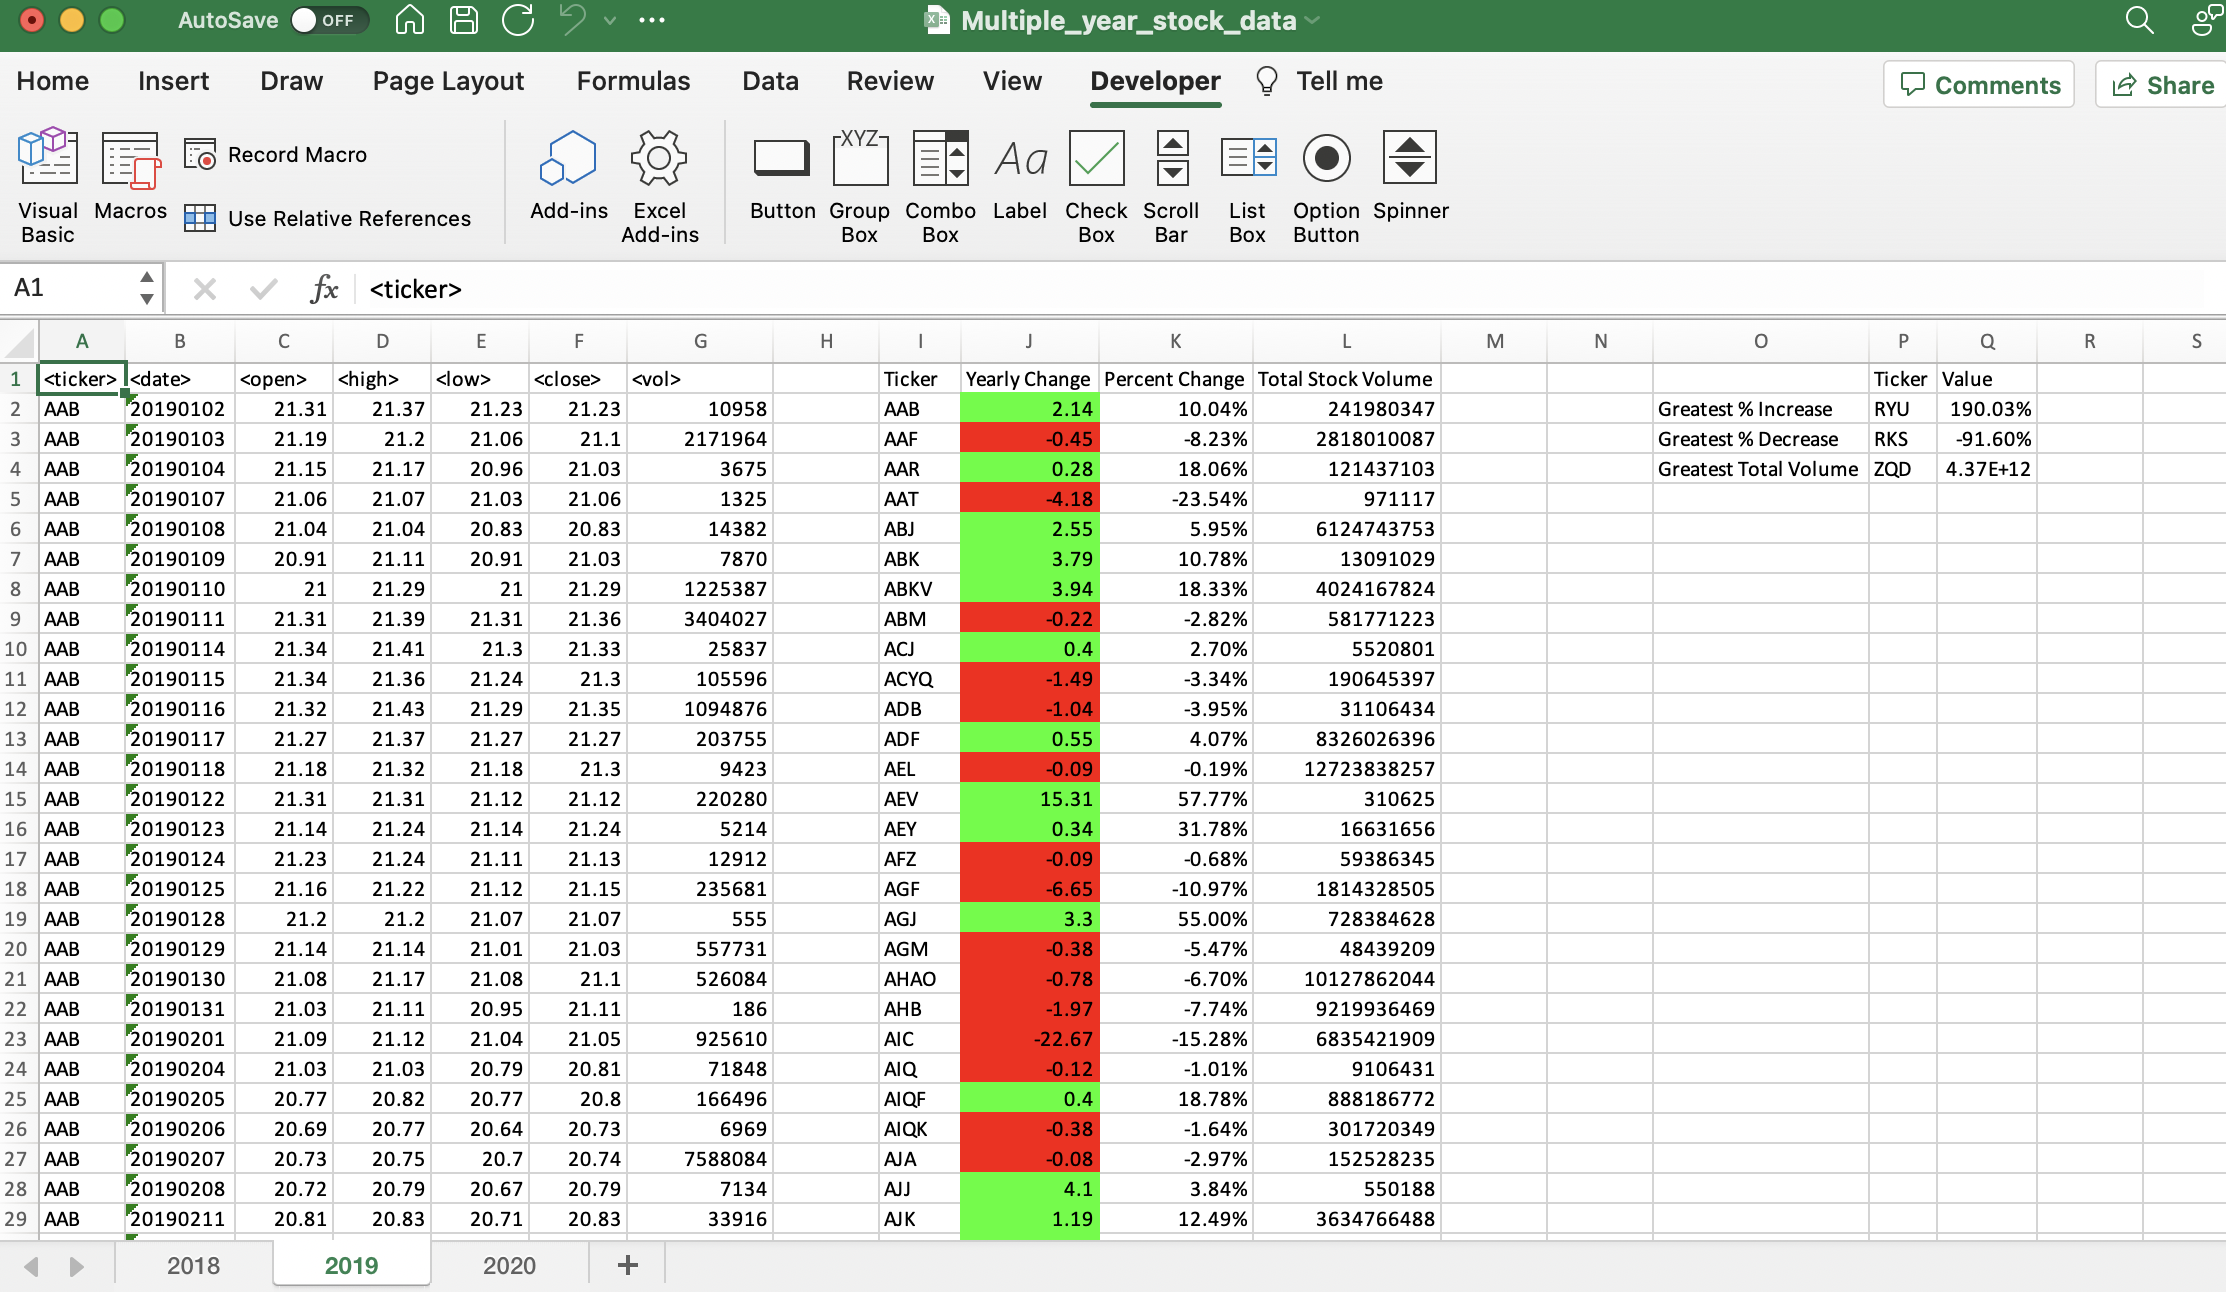 AutoSave OFF Multiple_year_stock_data
Home Insert Draw Page Layout Formulas Data Review View Developer Tell me Comments Share
Visual Basic Macros Record Macro Use Relative References Add-ins Excel Add-ins Button Group Box Combo Box Label Check Box Scroll Bar List Box Option Button Spinner
XYZ Aa
A1 fx <ticker>
A B C D E F G H I J K L M N O P Q R S
1 <ticker> <date> <open> <high> <low> <close> <vol> Ticker Yearly Change Percent Change Total Stock Volume Ticker Value
2 AAB 20190102 21.31 21.37 21.23 21.23 10958 AAB 2.14 10.04% 241980347 Greatest % Increase RYU 190.03%
3 AAB 20190103 21.19 21.2 21.06 21.1 2171964 AAF -0.45 -8.23% 2818010087 Greatest % Decrease RKS -91.60%
4 AAB 20190104 21.15 21.17 20.96 21.03 3675 AAR 0.28 18.06% 121437103 Greatest Total Volume ZQD 4.37E+12
5 AAB 20190107 21.06 21.07 21.03 21.06 1325 AAT -4.18 -23.54% 971117
6 AAB 20190108 21.04 21.04 20.83 20.83 14382 ABJ 2.55 5.95% 6124743753
7 AAB 20190109 20.91 21.11 20.91 21.03 7870 ABK 3.79 10.78% 13091029
8 AAB 20190110 21 21.29 21 21.29 1225387 ABKV 3.94 18.33% 4024167824
9 AAB 20190111 21.31 21.39 21.31 21.36 3404027 ABM -0.22 -2.82% 581771223
10 AAB 20190114 21.34 21.41 21.3 21.33 25837 ACJ 0.4 2.70% 5520801
11 AAB 20190115 21.34 21.36 21.24 21.3 105596 ACYQ -1.49 -3.34% 190645397
12 AAB 20190116 21.32 21.43 21.29 21.35 1094876 ADB -1.04 -3.95% 31106434
13 AAB 20190117 21.27 21.37 21.27 21.27 203755 ADF 0.55 4.07% 8326026396
14 AAB 20190118 21.18 21.32 21.18 21.3 9423 AEL -0.09 -0.19% 12723838257
15 AAB 20190122 21.31 21.31 21.12 21.12 220280 AEV 15.31 57.77% 310625
16 AAB 20190123 21.14 21.24 21.14 21.24 5214 AEY 0.34 31.78% 16631656
17 AAB 20190124 21.23 21.24 21.11 21.13 12912 AFZ -0.09 -0.68% 59386345
18 AAB 20190125 21.16 21.22 21.12 21.15 235681 AGF -6.65 -10.97% 1814328505
19 AAB 20190128 21.2 21.2 21.07 21.07 555 AGJ 3.3 55.00% 728384628
20 AAB 20190129 21.14 21.14 21.01 21.03 557731 AGM -0.38 -5.47% 48439209
21 AAB 20190130 21.08 21.17 21.08 21.1 526084 AHAO -0.78 -6.70% 10127862044
22 AAB 20190131 21.03 21.11 20.95 21.11 186 AHB -1.97 -7.74% 9219936469
23 AAB 20190201 21.09 21.12 21.04 21.05 925610 AIC -22.67 -15.28% 6835421909
24 AAB 20190204 21.03 21.03 20.79 20.81 71848 AIQ -0.12 -1.01% 9106431
25 AAB 20190205 20.77 20.82 20.77 20.8 166496 AIQF 0.4 18.78% 888186772
26 AAB 20190206 20.69 20.77 20.64 20.73 6969 AIQK -0.38 -1.64% 301720349
27 AAB 20190207 20.73 20.75 20.7 20.74 7588084 AJA -0.08 -2.97% 152528235
28 AAB 20190208 20.72 20.79 20.67 20.79 7134 AJJ 4.1 3.84% 550188
29 AAB 20190211 20.81 20.83 20.71 20.83 33916 AJK 1.19 12.49% 3634766488
2018 2019 2020 +